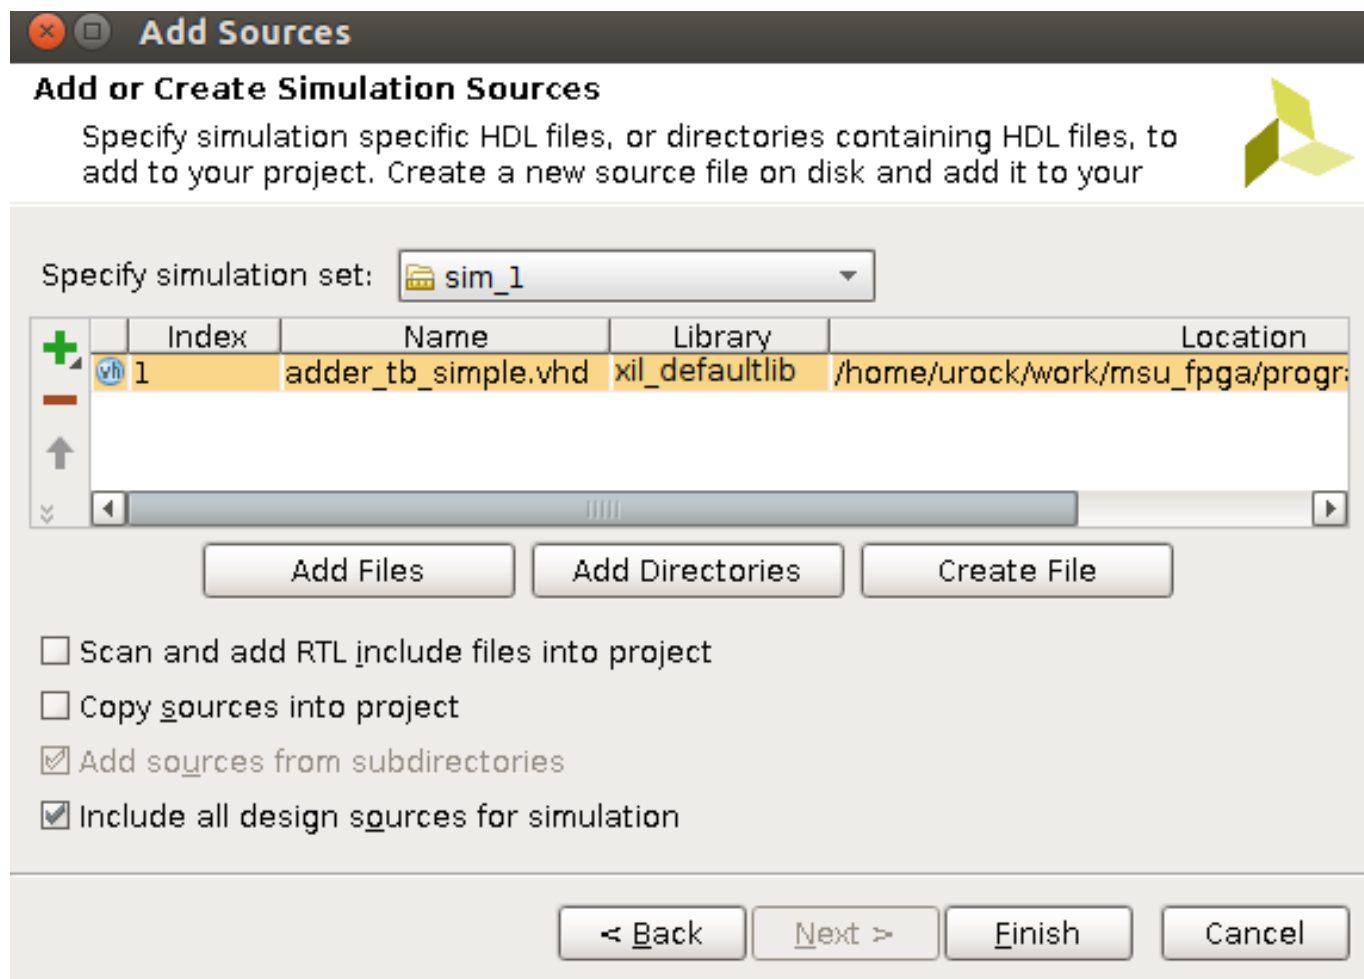 Add Sources
Add or Create Simulation Sources
Specify simulation specific HDL files, or directories containing HDL files, to
add to your project. Create a new source file on disk and add it to your
Specify simulation set: sim_1
Index Name Library Location
vh 1 adder_tb_simple.vhd xil_defaultlib /home/urock/work/msu_fpga/progra
Add Files Add Directories Create File
Scan and add RTL include files into project
Copy sources into project
Add sources from subdirectories
Include all design sources for simulation
< Back Next > Finish Cancel